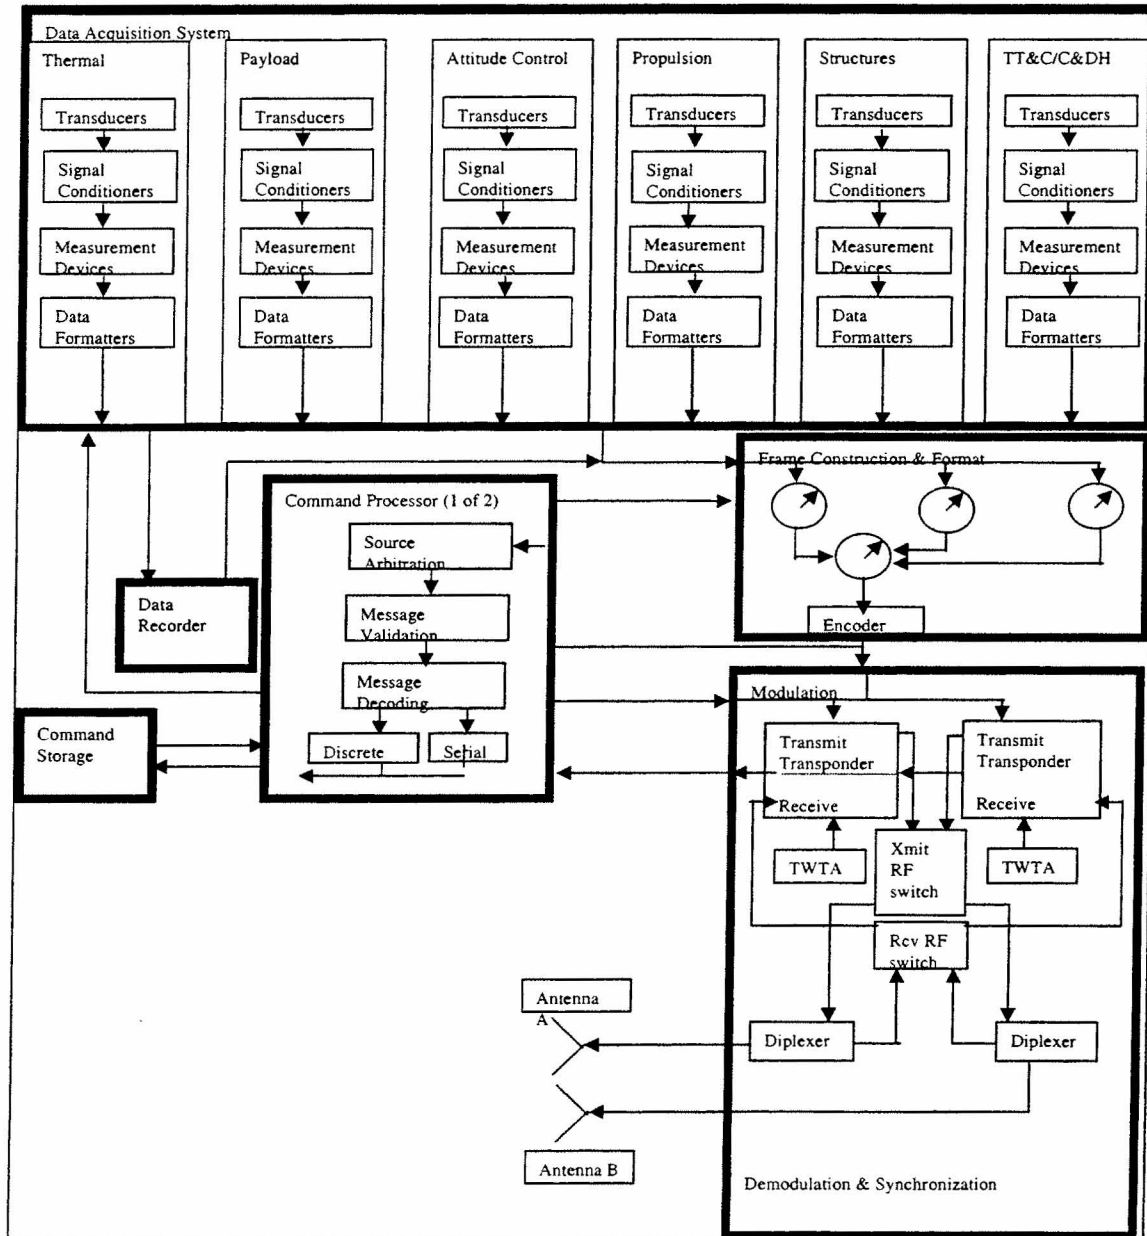 Data Acquisition System
Thermal
Transducers
Signal
Conditioners
Measurement
Devices
Data
Formatters
Payload
Transducers
Signal
Conditioners
Measurement
Devices
Data
Formatters
Attitude Control
Transducers
Signal
Conditioners
Measurement
Devices
Data
Formatters
Propulsion
Transducers
Signal
Conditioners
Measurement
Devices
Data
Formatters
Structures
Transducers
Signal
Conditioners
Measurement
Devices
Data
Formatters
TT&C/C&DH
Transducers
Signal
Conditioners
Measurement
Devices
Data
Formatters
Frame Construction & Format
Encoder
Command Processor (1 of 2)
Source
Arbitration
Message
Validation
Message
Decoding
Discrete
Serial
Data
Recorder
Command
Storage
Modulation
Transmit
Transponder
Receive
Transmit
Transponder
Receive
TWTA
Xmit
RF
switch
TWTA
Rcv RF
switch
Diplexer
Diplexer
Antenna
A
Antenna B
Demodulation & Synchronization